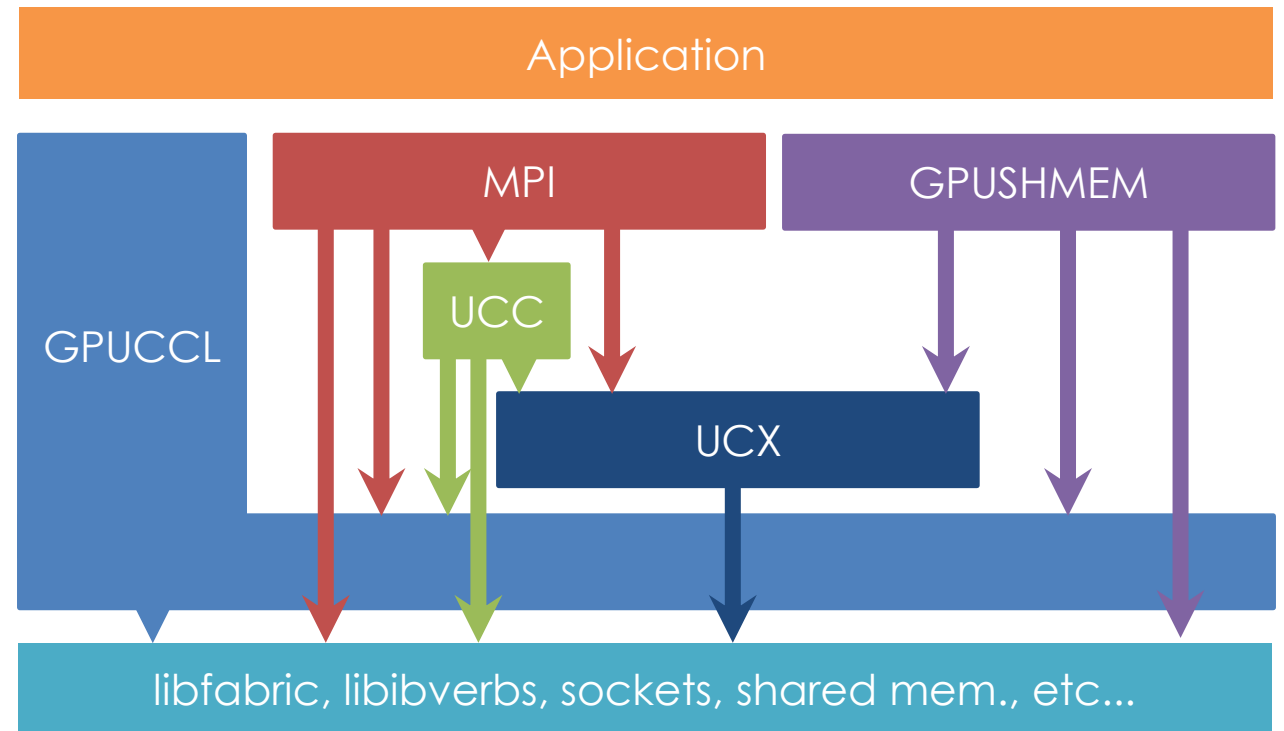 Application
MPI
GPUSHMEM
UCC
GPUCCL
UCX
libfabric, libibverbs, sockets, shared mem., etc...